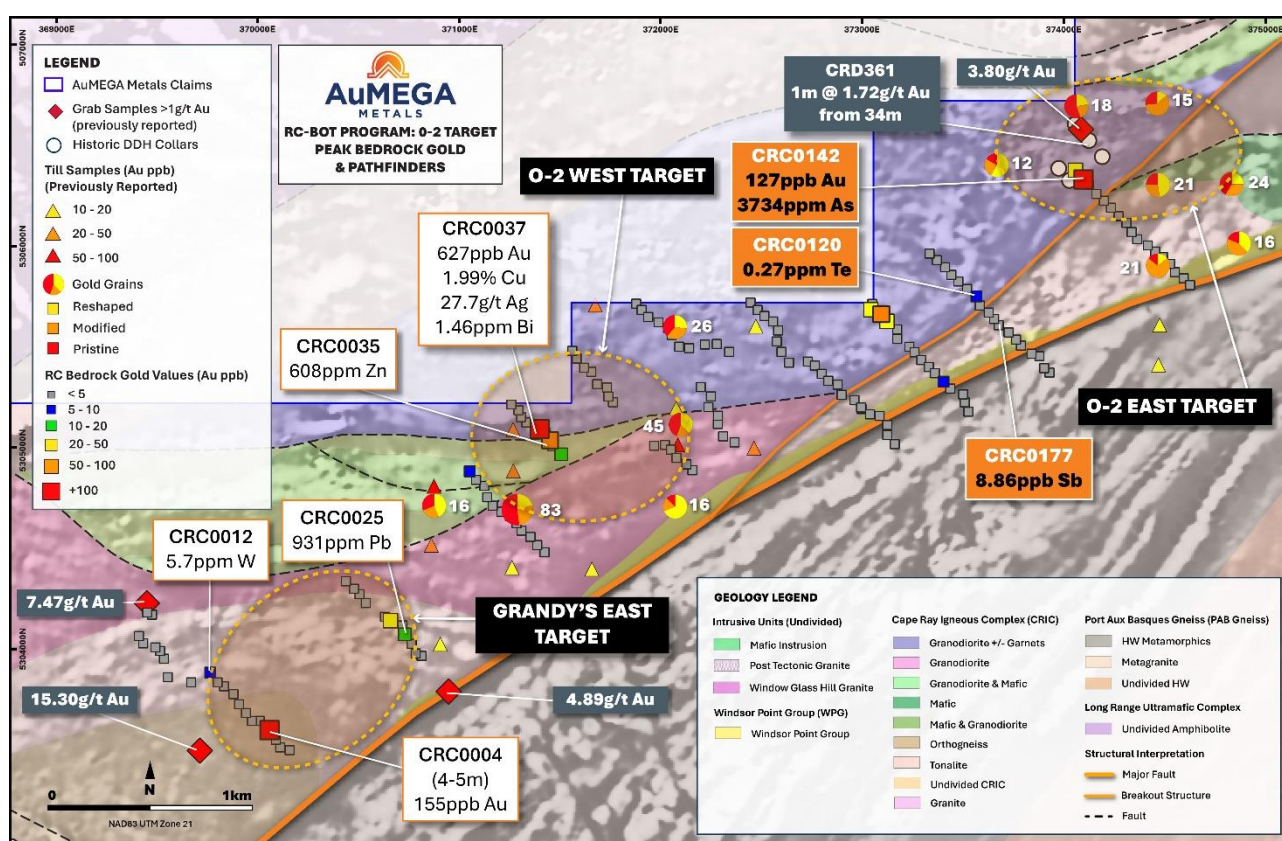 369000E
370000E
371000E
372000E
373000E
374000E
375000E
507000N
5306000N
5305000N
5304000N
LEGEND
AuMEGA Metals Claims
Grab Samples >1g/t Au
(previously reported)
Historic DDH Collars
Till Samples (Au ppb)
(Previously Reported)
10 - 20
20 - 50
50 - 100
Gold Grains
Reshaped
Modified
Pristine
RC Bedrock Gold Values (Au ppb)
< 5
5 - 10
10 - 20
20 - 50
50 - 100
+100
AuMEGA
METALS
RC-BOT PROGRAM: 0-2 TARGET
PEAK BEDROCK GOLD
& PATHFINDERS
O-2 WEST TARGET
CRC0037
627ppb Au
1.99% Cu
27.7g/t Ag
1.46ppm Bi
CRC0035
608ppm Zn
CRD361
1m @ 1.72g/t Au
from 34m
3.80g/t Au
CRC0142
127ppb Au
3734ppm As
CRC0120
0.27ppm Te
18
15
12
21
24
16
21
26
45
83
16
16
O-2 EAST TARGET
CRC0177
8.86ppb Sb
CRC0025
931ppm Pb
CRC0012
5.7ppm W
7.47g/t Au
GRANDY'S EAST
TARGET
15.30g/t Au
4.89g/t Au
CRC0004
(4-5m)
155ppb Au
N
0
1km
NAD83 UTM Zone 21
GEOLOGY LEGEND
Intrusive Units (Undivided)
Mafic Instrusion
Post Tectonic Granite
Window Glass Hill Granite
Windsor Point Group (WPG)
Windsor Point Group
Cape Ray Igneous Complex (CRIC)
Granodiorite +/- Garnets
Granodiorite
Granodiorite & Mafic
Mafic
Mafic & Granodiorite
Orthogneiss
Tonalite
Undivided CRIC
Granite
Port Aux Basques Gneiss (PAB Gneiss)
HW Metamorphics
Metagranite
Undivided HW
Long Range Ultramafic Complex
Undivided Amphibolite
Structural Interpretation
Major Fault
Breakout Structure
Fault